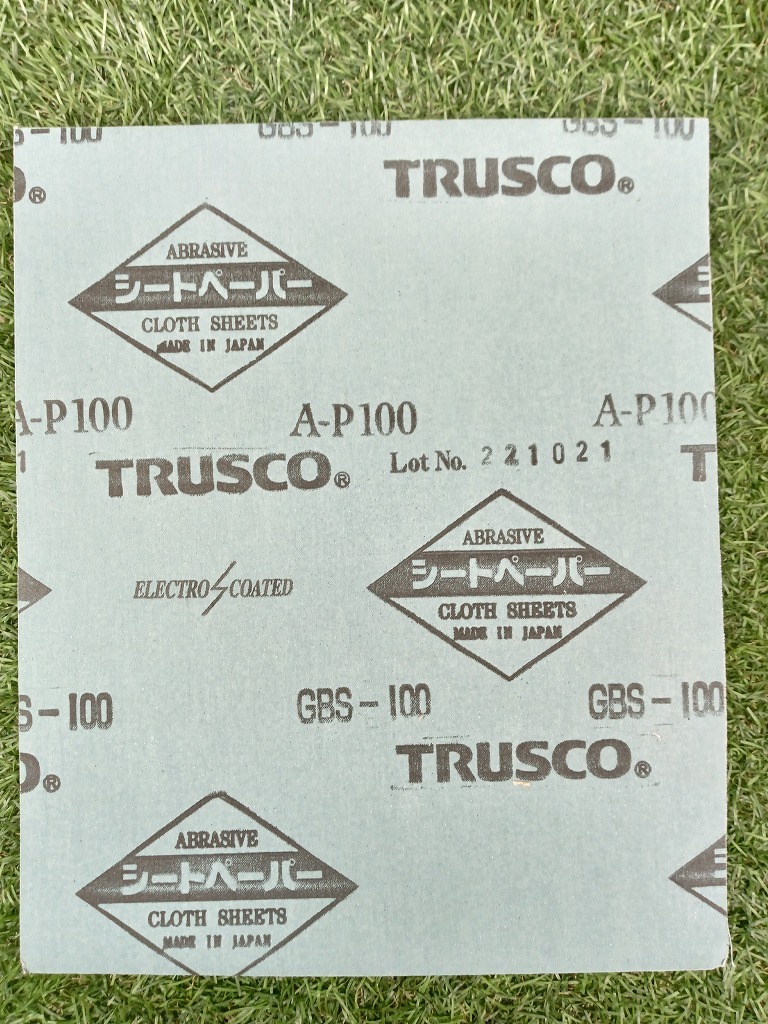 GBS-100
GBS-100
TRUSCO®
®
ABRASIVE
シートペーパー
CLOTH SHEETS
MADE IN JAPAN
A-P100
A-P100
A-P100
1
TRUSCO®
Lot No. 221021
T
ABRASIVE
シートペーパー
CLOTH SHEETS
MADE IN JAPAN
ELECTRO COATED
S-100
GBS-100
GBS-100
TRUSCO®
®
ABRASIVE
シートペーパー
CLOTH SHEETS
MADE IN JAPAN